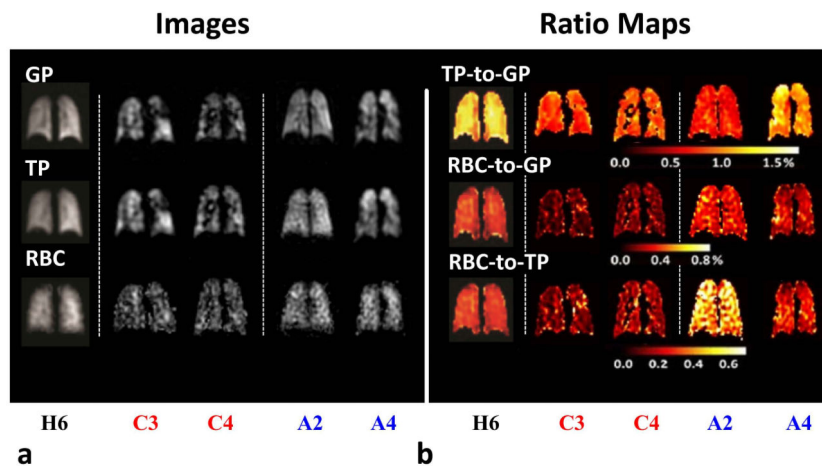 Images
Ratio Maps
GP
TP
RBC
TP-to-GP
0.0 0.5 1.0 1.5%
RBC-to-GP
0.0 0.4 0.8%
RBC-to-TP
0.0 0.2 0.4 0.6
H6 C3 C4 A2 A4
H6 C3 C4 A2 A4
a
b